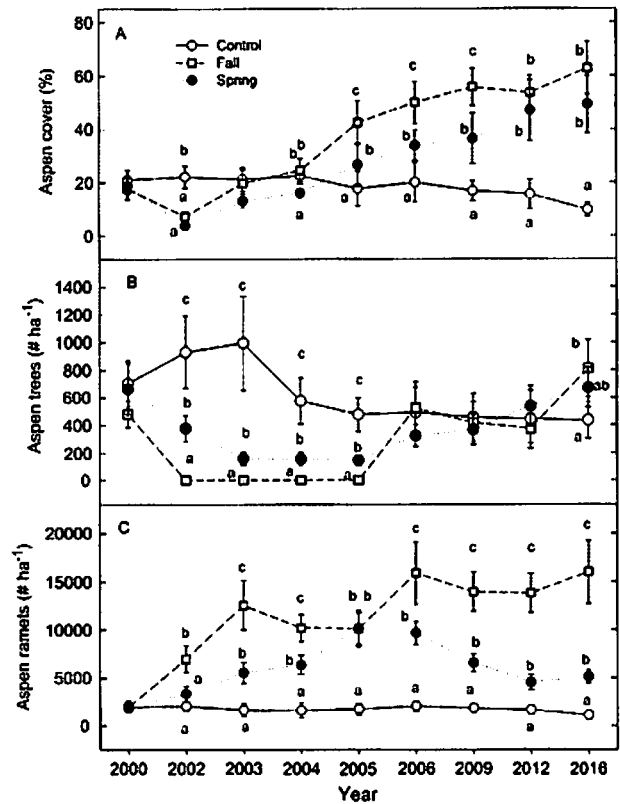 80
A
Control
Fall
Spring
60
40
20
0
Aspen cover (%)
b a a
b b a
c b a
c b a
c b a
b b a
b b a
1400
B
1200
1000
800
600
400
200
0
Aspen trees (# ha⁻¹)
c b a
c b a
c b a
c b a
b ab a
20000
C
15000
10000
5000
0
Aspen ramets (# ha⁻¹)
b a a
c b a
c b a
b b a
c b a
c b a
c b a
c b a
2000 2002 2003 2004 2005 2006 2009 2012 2018
Year